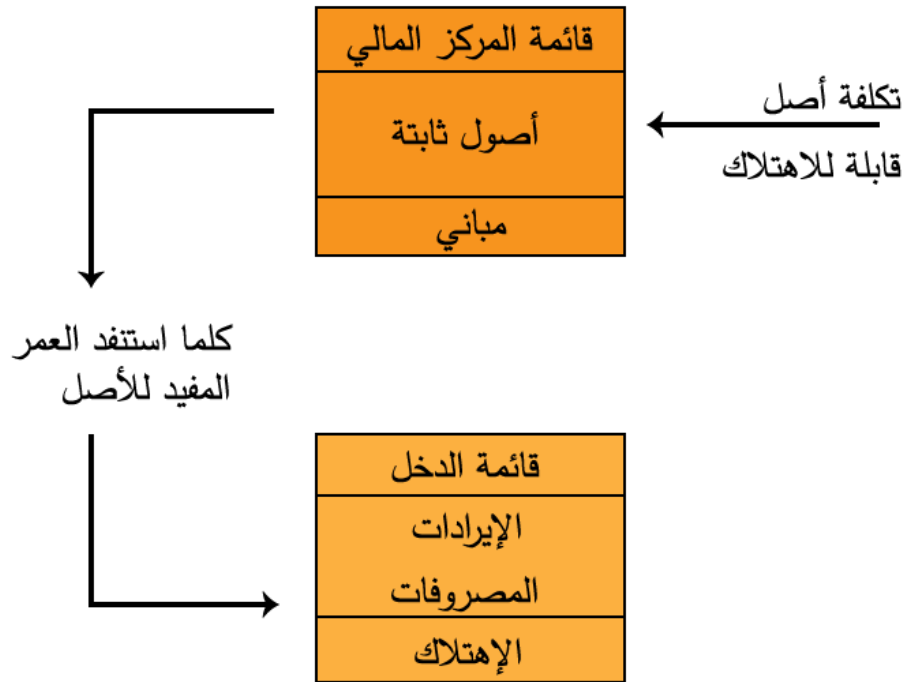 قائمة المركز المالي
تكلفة أصل
أصول ثابتة
قابلة للاهتلاك
مباني
كلما استنفد العمر
المفيد للأصل
قائمة الدخل
الإيرادات
المصروفات
الإهتلاك